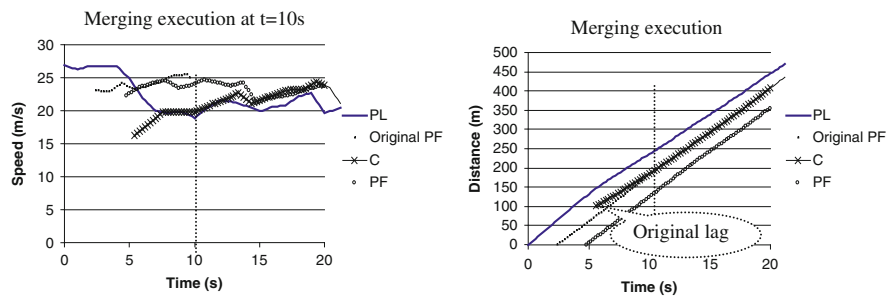 Merging execution at t=10s
30
25
20
15
10
5
0
Speed (m/s)
0 5 10 15 20
Time (s)
PL
Original PF
C
PF
Merging execution
500
450
400
350
300
250
200
150
100
50
0
Distance (m)
0 5 10 15 20
Time (s)
Original lag
PL
Original PF
C
PF